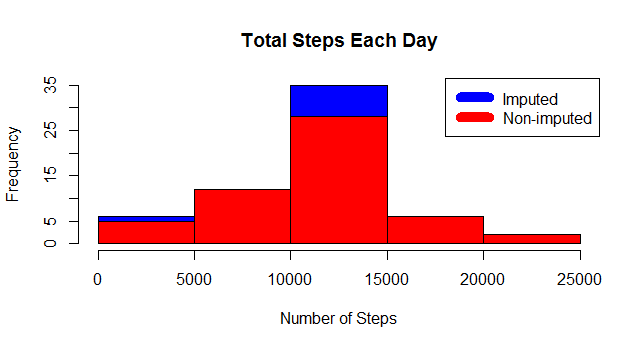 Total Steps Each Day
Imputed
Non-imputed
Frequency
35
25
15
5
0
0 5000 10000 15000 20000 25000
Number of Steps